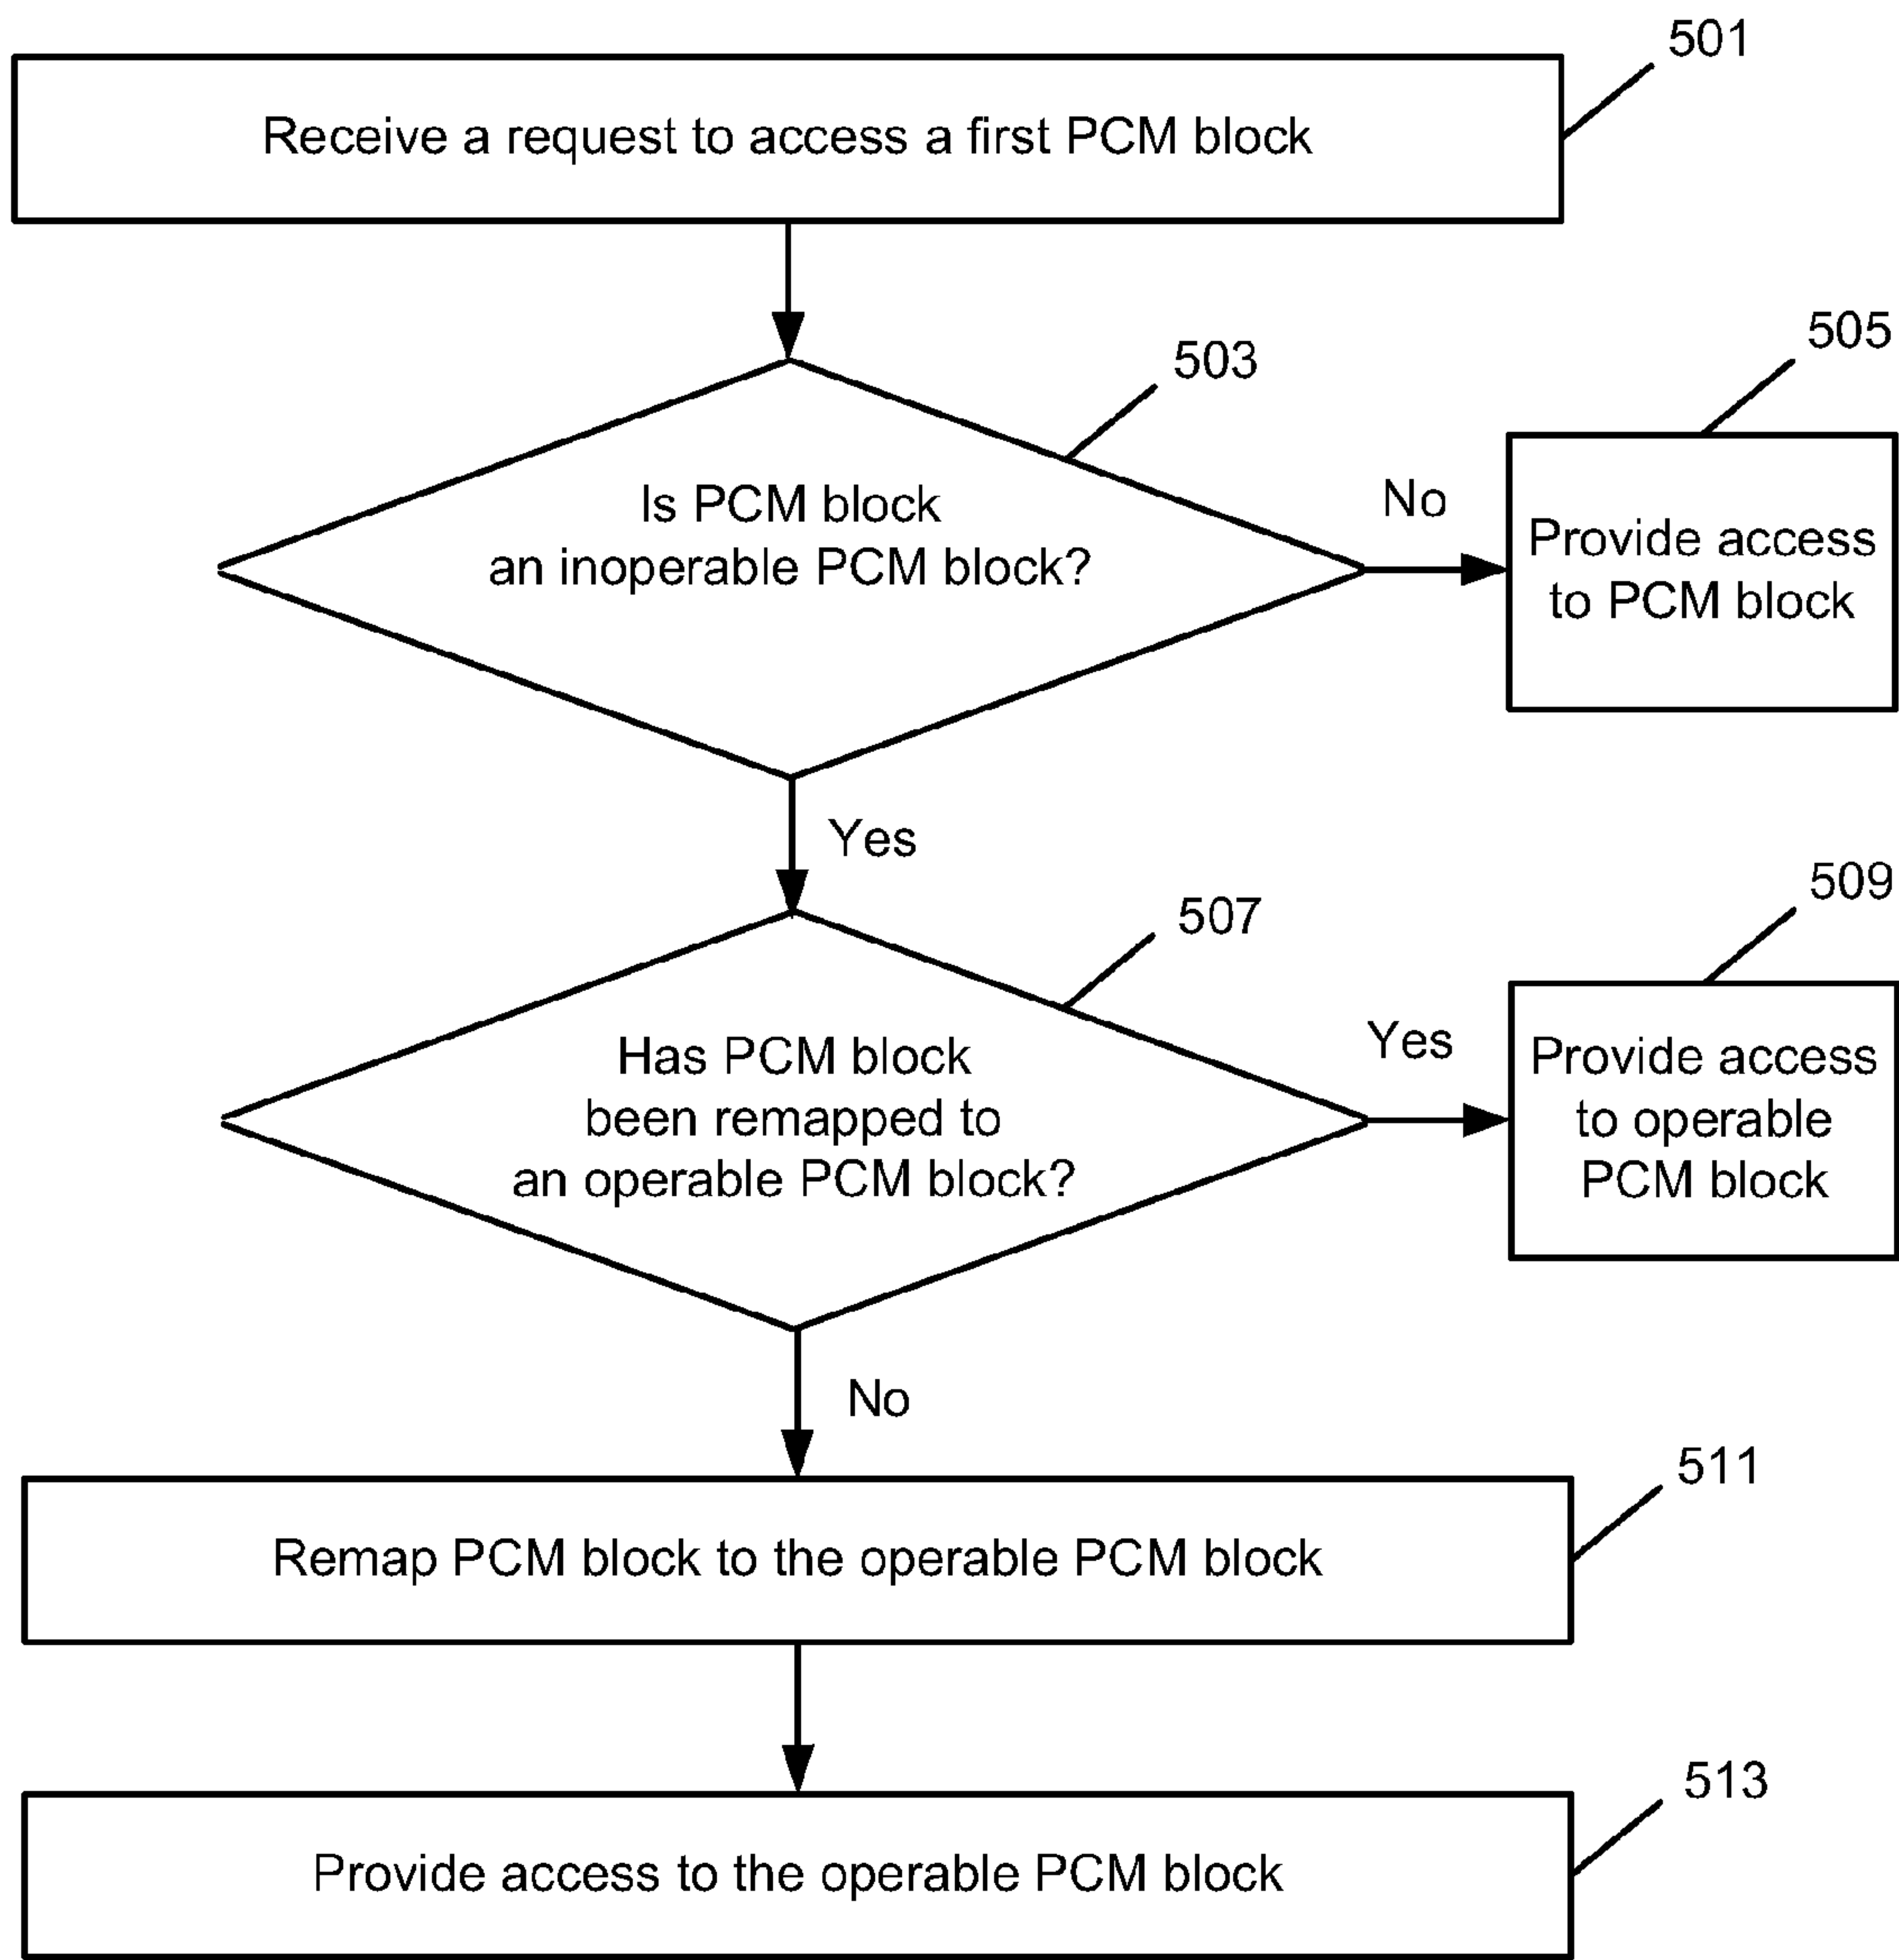 501
Receive a request to access a first PCM block
503
Is PCM block
an inoperable PCM block?
No
505
Provide access
to PCM block
Yes
507
Has PCM block
been remapped to
an operable PCM block?
Yes
509
Provide access
to operable
PCM block
No
511
Remap PCM block to the operable PCM block
513
Provide access to the operable PCM block